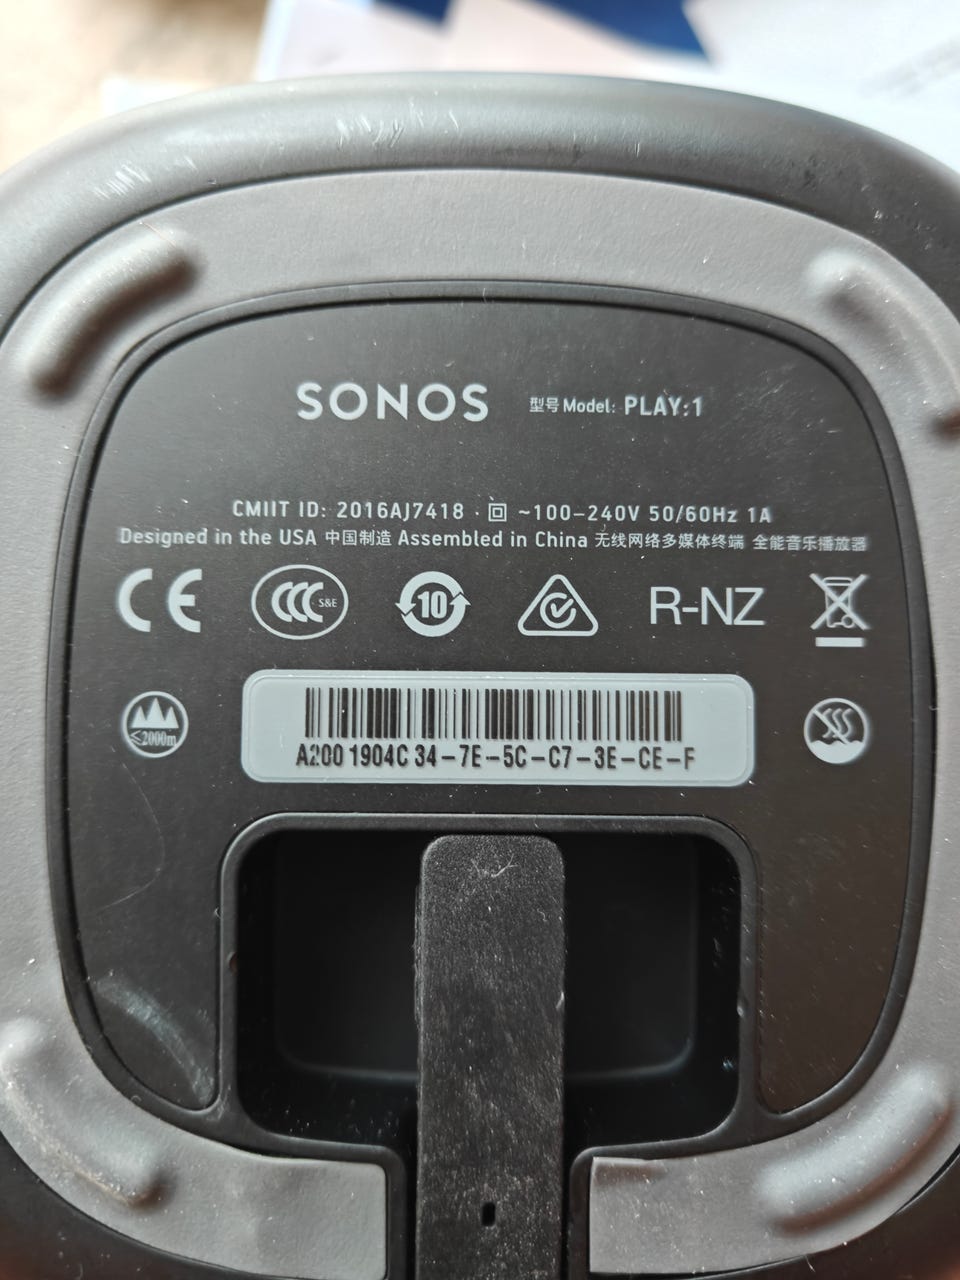 SONOS 型号 Model: PLAY:1
CMIIT ID: 2016AJ7418 · ~100–240V 50/60Hz 1A
Designed in the USA 中国制造 Assembled in China 无线网络多媒体终端 全能音乐播放器
CE CCC S&E 10 R-NZ
≤2000m
A200 1904C 34-7E-5C-C7-3E-CE-F